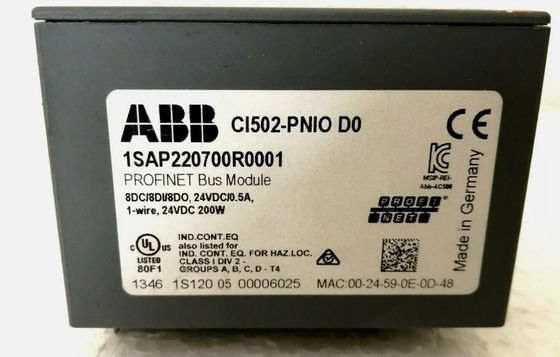 ABB CI502-PNIO D0
1SAP220700R0001
PROFINET Bus Module
8DC/8DI/8DO, 24VDC/0.5A,
1-wire, 24VDC 200W
CE
MSIP-REI-
Abb-AC500
PROFI
NET
Made in Germany
C UL US
LISTED
80F1
IND.CONT.EQ
also listed for
IND. CONT. EQ. FOR HAZ.LOC.
CLASS I DIV 2 -
GROUPS A, B, C, D - T4
1346 1S120 05 00006025 MAC:00-24-59-0E-0D-48